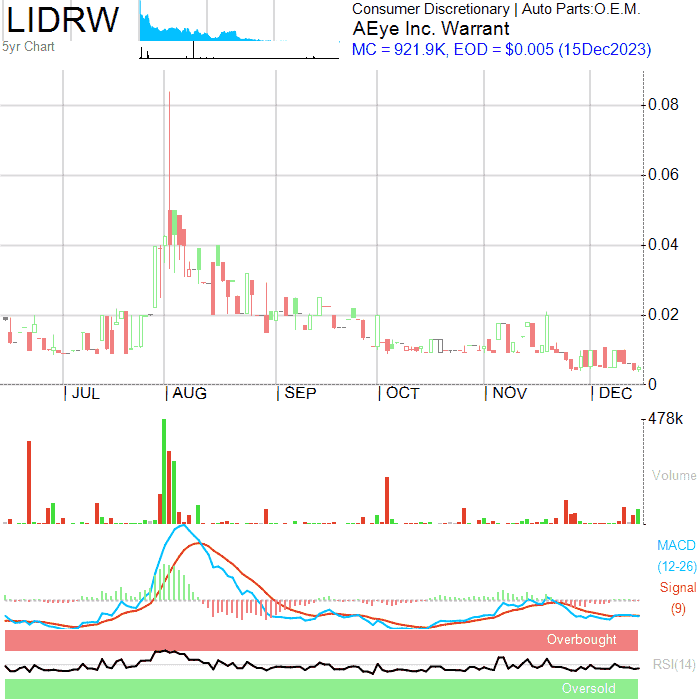 LIDRW
5yr Chart
Consumer Discretionary | Auto Parts:O.E.M.
AEye Inc. Warrant
MC = 921.9K, EOD = $0.005 (15Dec2023)
0.08
0.06
0.04
0.02
0
JUL AUG SEP OCT NOV DEC
478k
Volume
MACD
(12-26)
Signal
(9)
Overbought
RSI(14)
Oversold